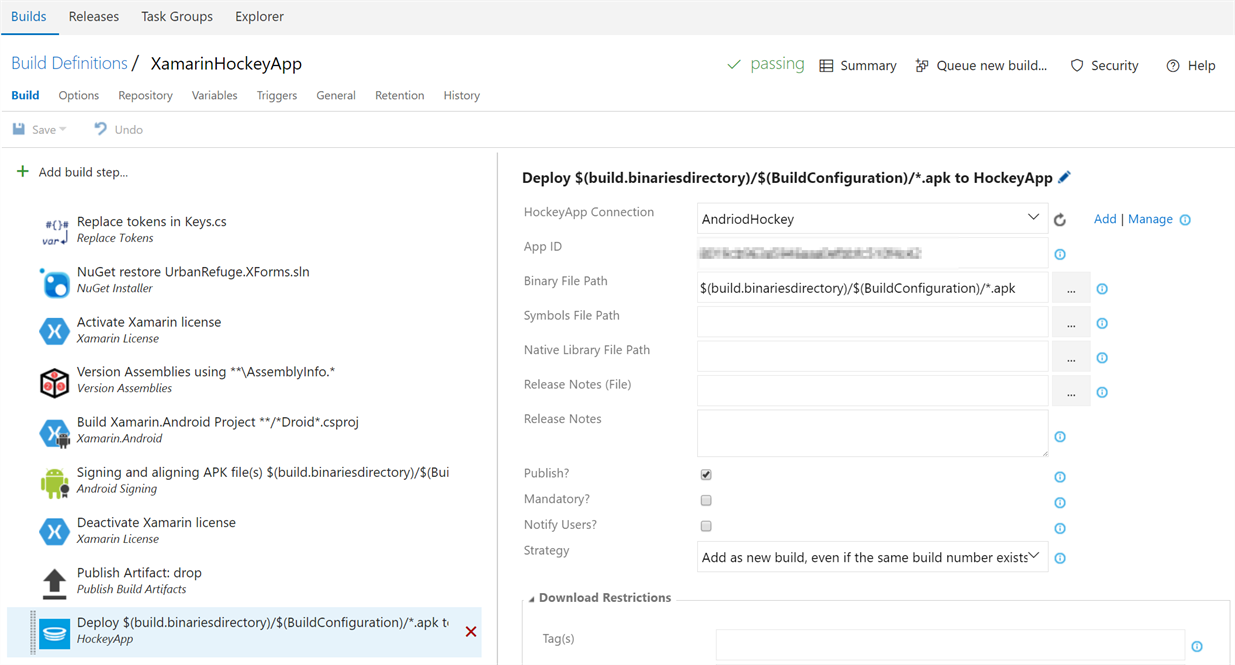 Builds Releases Task Groups Explorer
Build Definitions / XamarinHockeyApp
passing Summary Queue new build... Security Help
Build Options Repository Variables Triggers General Retention History
Save Undo
Add build step...
#{}#
var
Replace tokens in Keys.cs
Replace Tokens
NuGet restore UrbanRefuge.XForms.sln
NuGet Installer
Activate Xamarin license
Xamarin License
Version Assemblies using **\AssemblyInfo.*
Version Assemblies
Build Xamarin.Android Project **/*Droid*.csproj
Xamarin.Android
Signing and aligning APK file(s) $(build.binariesdirectory)/$(Bui
Android Signing
Deactivate Xamarin license
Xamarin License
Publish Artifact: drop
Publish Build Artifacts
Deploy $(build.binariesdirectory)/$(BuildConfiguration)/*.apk t
HockeyApp
Deploy $(build.binariesdirectory)/$(BuildConfiguration)/*.apk to HockeyApp
HockeyApp Connection AndriodHockey Add | Manage
App ID
Binary File Path $(build.binariesdirectory)/$(BuildConfiguration)/*.apk ...
Symbols File Path ...
Native Library File Path ...
Release Notes (File) ...
Release Notes
Publish?
Mandatory?
Notify Users?
Strategy Add as new build, even if the same build number exists
Download Restrictions
Tag(s)